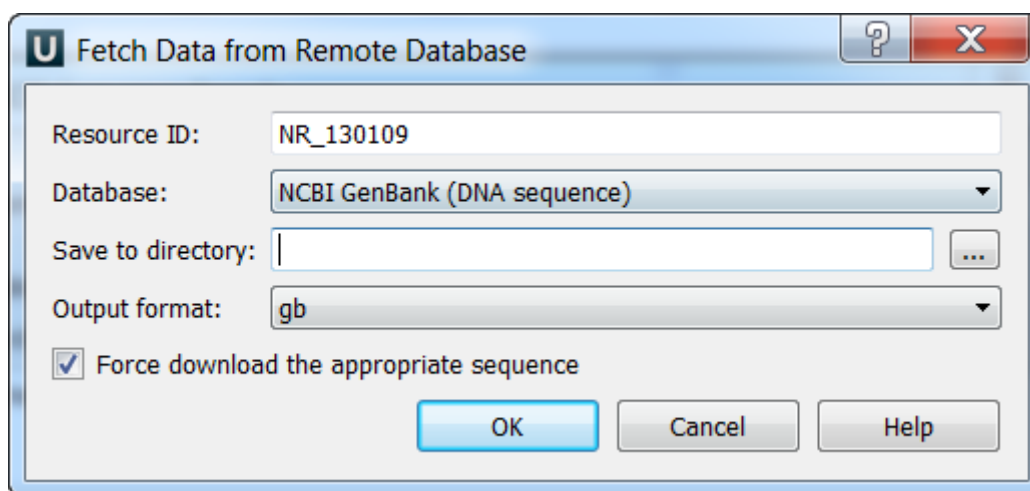 U Fetch Data from Remote Database
Resource ID: NR_130109
Database: NCBI GenBank (DNA sequence)
Save to directory: ...
Output format: gb
Force download the appropriate sequence
OK Cancel Help